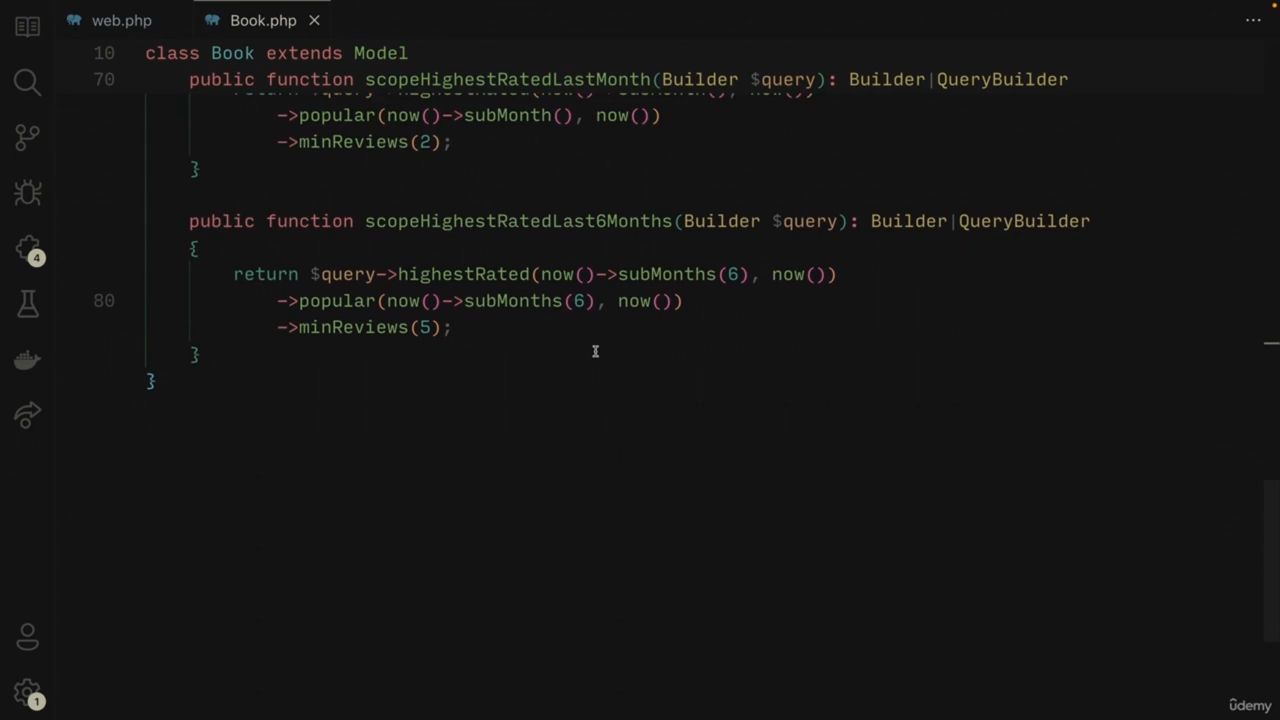 web.php
Book.php
10 class Book extends Model
70 public function scopeHighestRatedLastMonth(Builder $query): Builder|QueryBuilder
->popular(now()->subMonth(), now())
->minReviews(2);
}
public function scopeHighestRatedLast6Months(Builder $query): Builder|QueryBuilder
{
return $query->highestRated(now()->subMonths(6), now())
80 ->popular(now()->subMonths(6), now())
->minReviews(5);
}
}
4
1
udemy